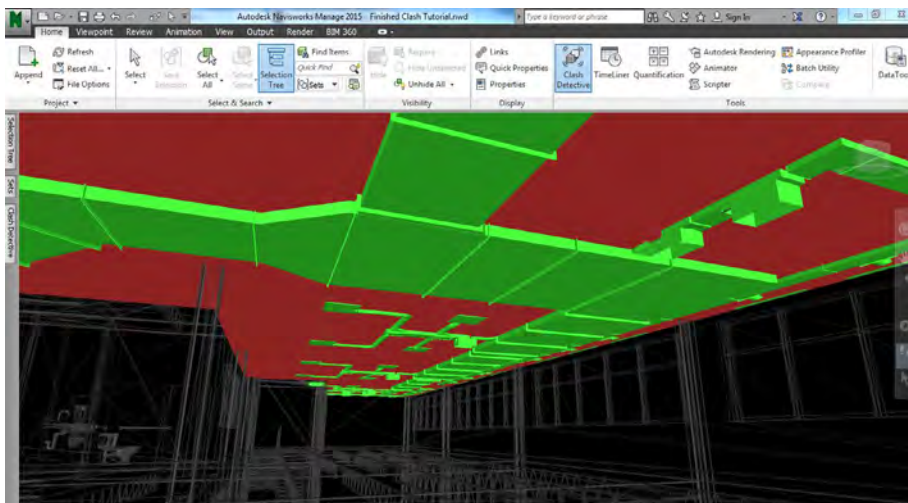 Autodesk Navisworks Manage 2015 - Finished Clash Tutorial.nwd
Type a keyword or phrase
Sign In
Home Viewpoint Review Animation View Output Render BIM 360
Append
Refresh
Reset All...
File Options
Project
Select
Save Selection
Select All
Select Same
Selection Tree
Find Items
Quick Find
Sets
Select & Search
Hide
Require
Hide Unselected
Unhide All
Visibility
Links
Quick Properties
Properties
Display
Clash Detective
TimeLiner
Quantification
Autodesk Rendering
Animator
Scripter
Appearance Profiler
Batch Utility
Compare
Tools
DataToo
Selection Tree
Sets
Clash Detective